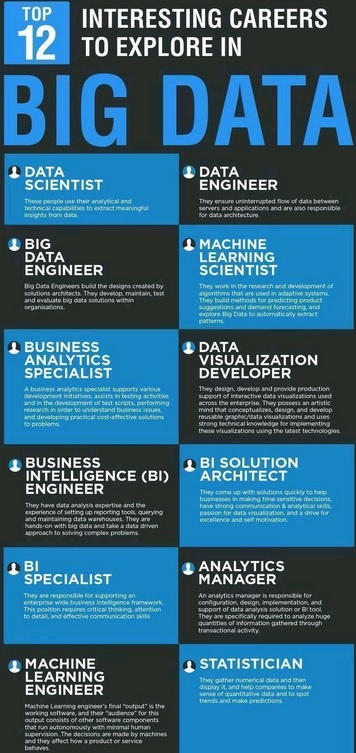 TOP
12
INTERESTING CAREERS
TO EXPLORE IN
BIG DATA
DATA
SCIENTIST
These people use their analytical and
technical capabilities to extract meaningful
insights from data.
DATA
ENGINEER
They ensure uninterrupted flow of data between
servers and applications and are also responsible
for data architecture.
BIG
DATA
ENGINEER
Big Data Engineers build the designs created by
solutions architects. They develop, maintain, test
and evaluate big data solutions within
organisations.
MACHINE
LEARNING
SCIENTIST
They work in the research and development of
algorithms that are used in adaptive systems.
They build methods for predicting product
suggestions and demand forecasting, and
explore Big Data to automatically extract
patterns.
BUSINESS
ANALYTICS
SPECIALIST
A business analytics specialist supports various
development initiatives, assists in testing activities
and in the development of test scripts, performing
research in order to understand business issues,
and developing practical cost-effective solutions
to problems.
DATA
VISUALIZATION
DEVELOPER
They design, develop and provide production
support of interactive data visualizations used
across the enterprise. They possess an artistic
mind that conceptualizes, design, and develop
reusable graphic/data visualizations and uses
strong technical knowledge for implementing
these visualizations using the latest technologies.
BUSINESS
INTELLIGENCE (BI)
ENGINEER
They have data analysis expertise and the
experience of setting up reporting tools, querying
and maintaining data warehouses. They are
hands-on with big data and take a data driven
approach to solving complex problems.
BI SOLUTION
ARCHITECT
They come up with solutions quickly to help
businesses in making time sensitive decisions,
have strong communication & analytical skills,
passion for data visualization, and a drive for
excellence and self motivation.
BI
SPECIALIST
They are responsible for supporting an
enterprise wide business intelligence framework.
This position requires critical thinking, attention
to detail, and effective communication skills
ANALYTICS
MANAGER
An analytics manager is responsible for
configuration, design, implementation, and
support of data analysis solution or BI tool.
They are specifically required to analyze huge
quantities of information gathered through
transactional activity.
MACHINE
LEARNING
ENGINEER
Machine Learning engineer's final "output" is the
working software, and their "audience" for this
output consists of other software components
that run autonomously with minimal human
supervision. The decisions are made by machines
and they affect how a product or service
behaves.
STATISTICIAN
They gather numerical data and then
display it, and help companies to make
sense of quantitative data and to spot
trends and make predictions.